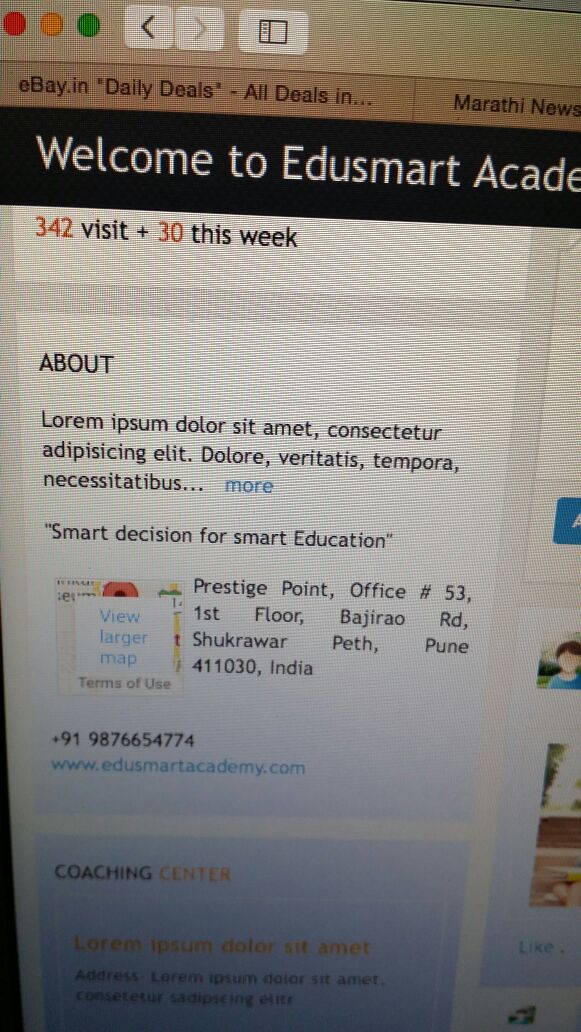 eBay.in "Daily Deals" - All Deals in...
Marathi News
Welcome to Edusmart Acade
342 visit + 30 this week
ABOUT
Lorem ipsum dolor sit amet, consectetur
adipisicing elit. Dolore, veritatis, tempora,
necessitatibus... more
"Smart decision for smart Education"
View
larger
map
Terms of Use
Prestige Point, Office # 53,
1st Floor, Bajirao Rd,
Shukrawar Peth, Pune
411030, India
+91 9876654774
www.edusmartacademy.com
COACHING CENTER
Lorem ipsum dolor sit amet
Address: Lorem ipsum dolor sit amet,
consetetur sadipscing elitr
A
Like .